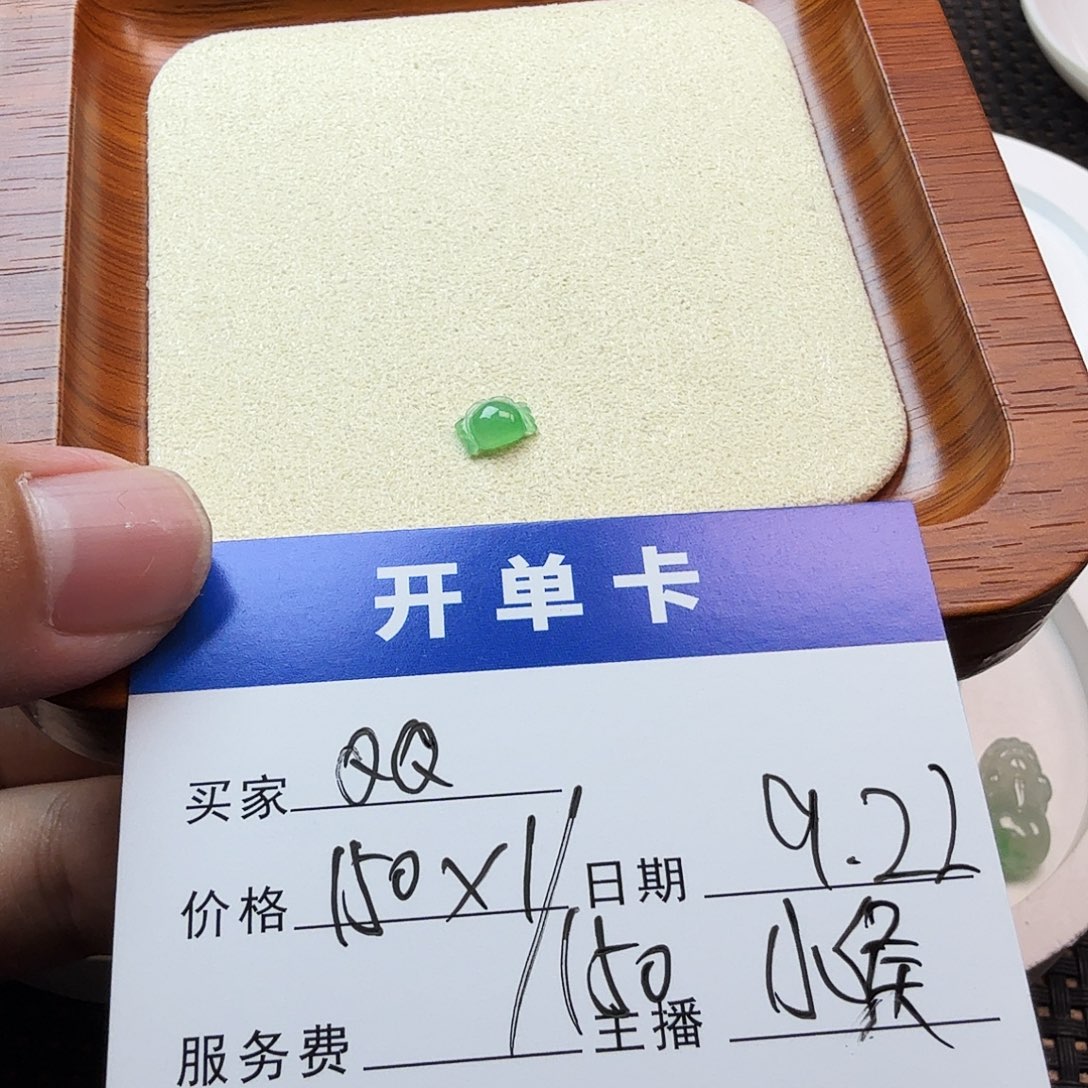 开单卡
买家 QQ
价格 150×1/150 日期 9.22
服务费 主播 小